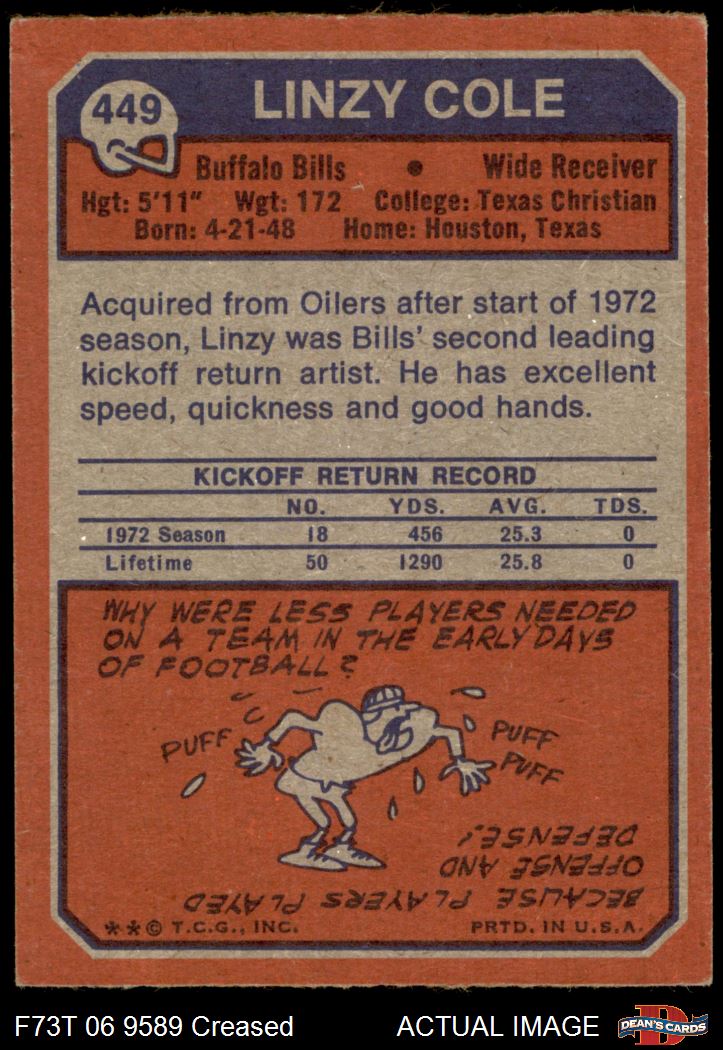 449
LINZY COLE
Buffalo Bills • Wide Receiver
Hgt: 5'11" Wgt: 172 College: Texas Christian
Born: 4-21-48 Home: Houston, Texas
Acquired from Oilers after start of 1972
season, Linzy was Bills' second leading
kickoff return artist. He has excellent
speed, quickness and good hands.
KICKOFF RETURN RECORD
NO. YDS. AVG. TDS.
1972 Season 18 456 25.3 0
Lifetime 50 1290 25.8 0
WHY WERE LESS PLAYERS NEEDED
ON A TEAM IN THE EARLY DAYS
OF FOOTBALL?
PUFF
PUFF
PUFF
BECAUSE PLAYERS PLAYED
OFFENSE AND
DEFENSE!
**© T.C.G., INC. PRTD. IN U.S.A.
F73T 06 9589 Creased ACTUAL IMAGE
D
DEAN'S CARDS